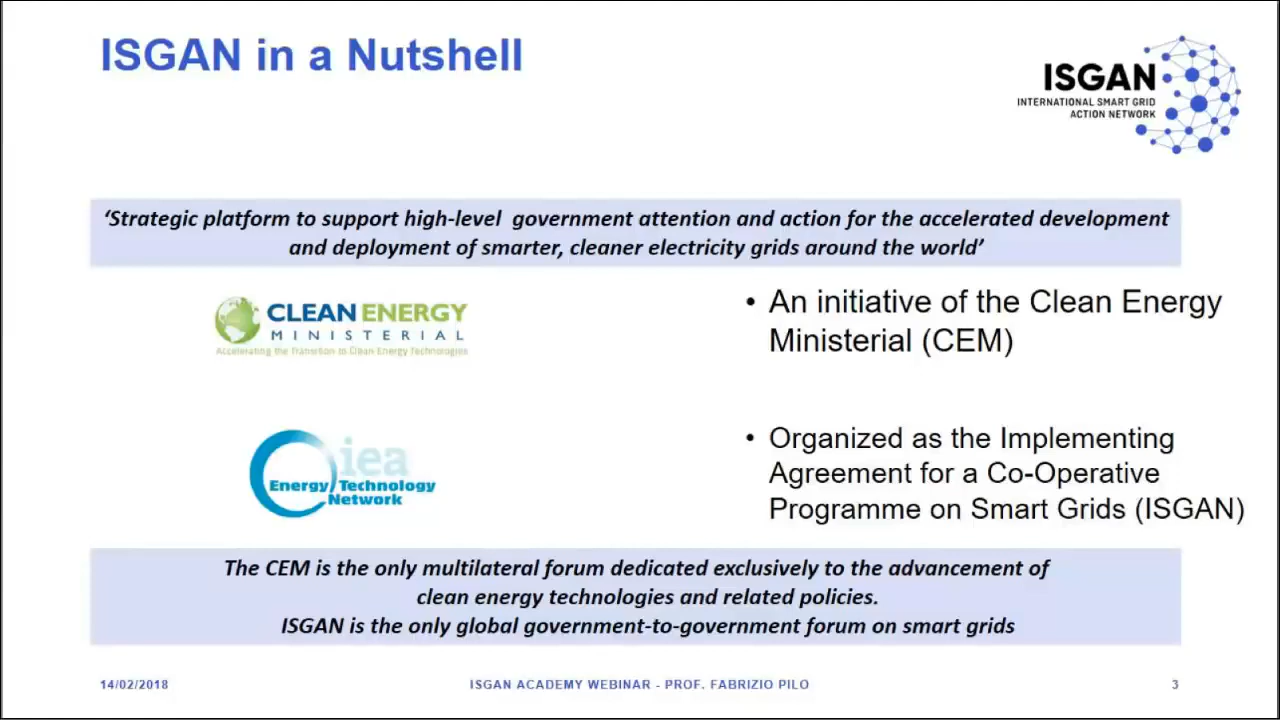 ISGAN in a Nutshell
ISGAN
INTERNATIONAL SMART GRID
ACTION NETWORK
‘Strategic platform to support high-level government attention and action for the accelerated development
and deployment of smarter, cleaner electricity grids around the world’
CLEAN ENERGY
MINISTERIAL
Accelerating the Transition to Clean Energy Technologies
• An initiative of the Clean Energy
Ministerial (CEM)
iea
Energy Technology
Network
• Organized as the Implementing
Agreement for a Co-Operative
Programme on Smart Grids (ISGAN)
The CEM is the only multilateral forum dedicated exclusively to the advancement of
clean energy technologies and related policies.
ISGAN is the only global government-to-government forum on smart grids
14/02/2018
ISGAN ACADEMY WEBINAR - PROF. FABRIZIO PILO
3